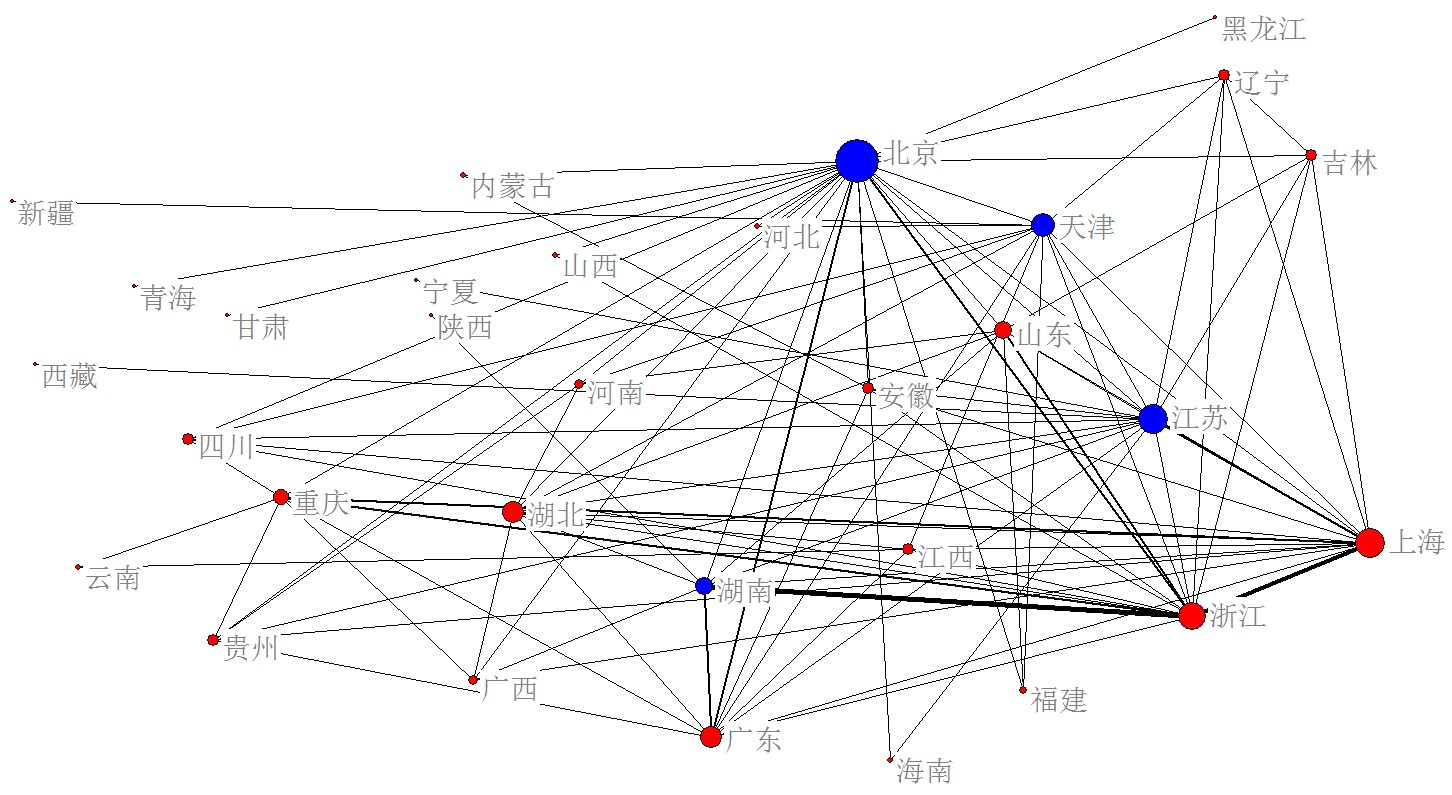 黑龙江
辽宁
北京
吉林
内蒙古
新疆
天津
河北
山西
宁夏
青海
甘肃
陕西
山东
西藏
河南
安徽
江苏
四川
重庆
湖北
上海
江西
云南
湖南
浙江
贵州
广西
福建
广东
海南